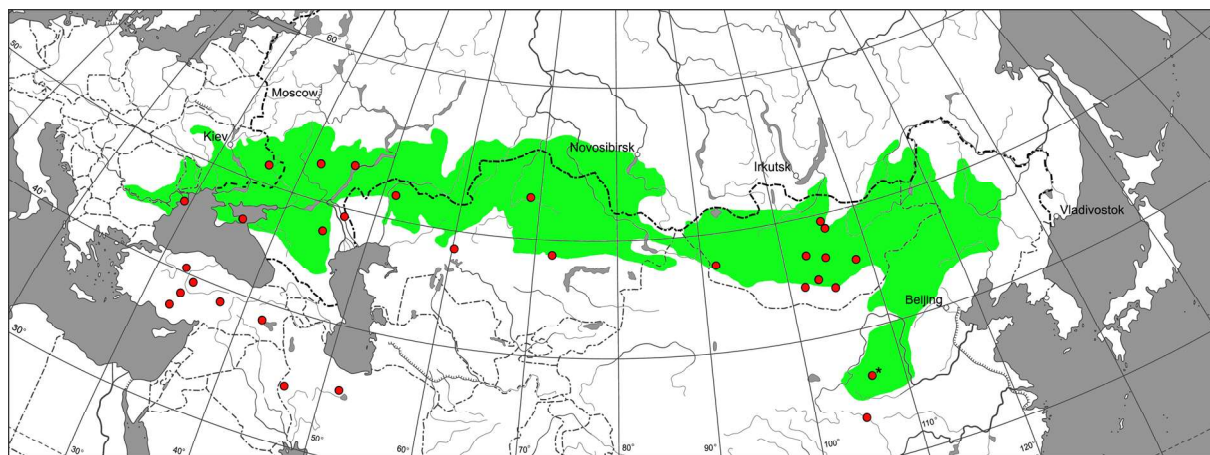 50°
60°
Moscow
Kiev
Novosibirsk
Irkutsk
40°
Vladivostok
Beijing
30°
*
30°
40°
50°
60°
70°
80°
90°
100°
110°
120°